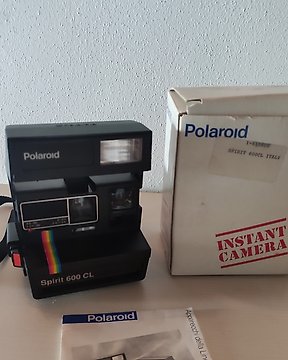 Polaroid
Spirit 600 CL
Polaroid
SPIRIT 600CL ITALY
INSTANT
CAMERA
Polaroid